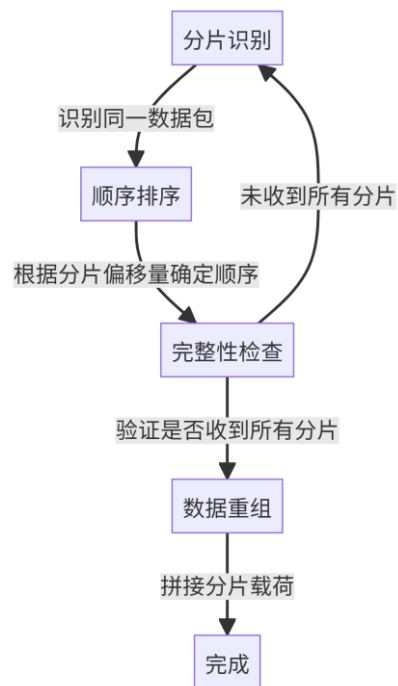 分片识别
识别同一数据包
顺序排序
未收到所有分片
根据分片偏移量确定顺序
完整性检查
验证是否收到所有分片
数据重组
拼接分片载荷
完成